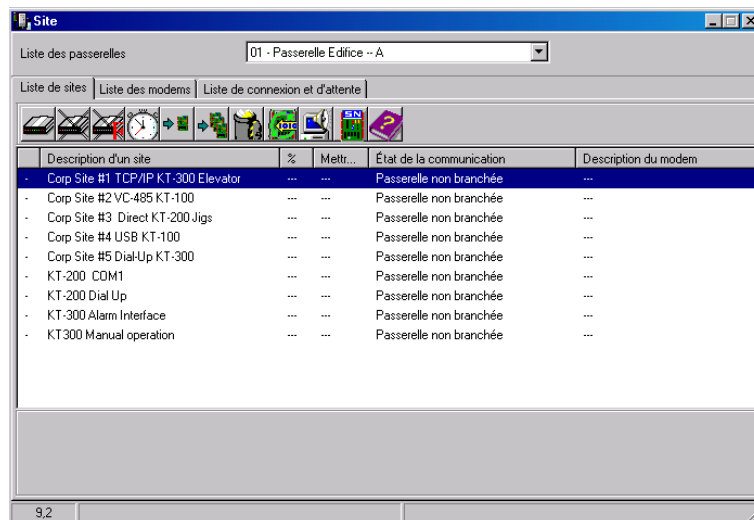 Site
Liste des passerelles 01 - Passerelle Edifice -- A
Liste de sites Liste des modems Liste de connexion et d'attente
SN
Description d'un site % Mettr... État de la communication Description du modem
- Corp Site #1 TCP/IP KT-300 Elevator --- --- Passerelle non branchée ---
- Corp Site #2 VC-485 KT-100 --- --- Passerelle non branchée ---
- Corp Site #3 Direct KT-200 Jigs --- --- Passerelle non branchée ---
- Corp Site #4 USB KT-100 --- --- Passerelle non branchée ---
- Corp Site #5 Dial-Up KT-300 --- --- Passerelle non branchée ---
- KT-200 COM1 --- --- Passerelle non branchée ---
- KT-200 Dial Up --- --- Passerelle non branchée ---
- KT-300 Alarm Interface --- --- Passerelle non branchée ---
- KT300 Manual operation --- --- Passerelle non branchée ---
9,2